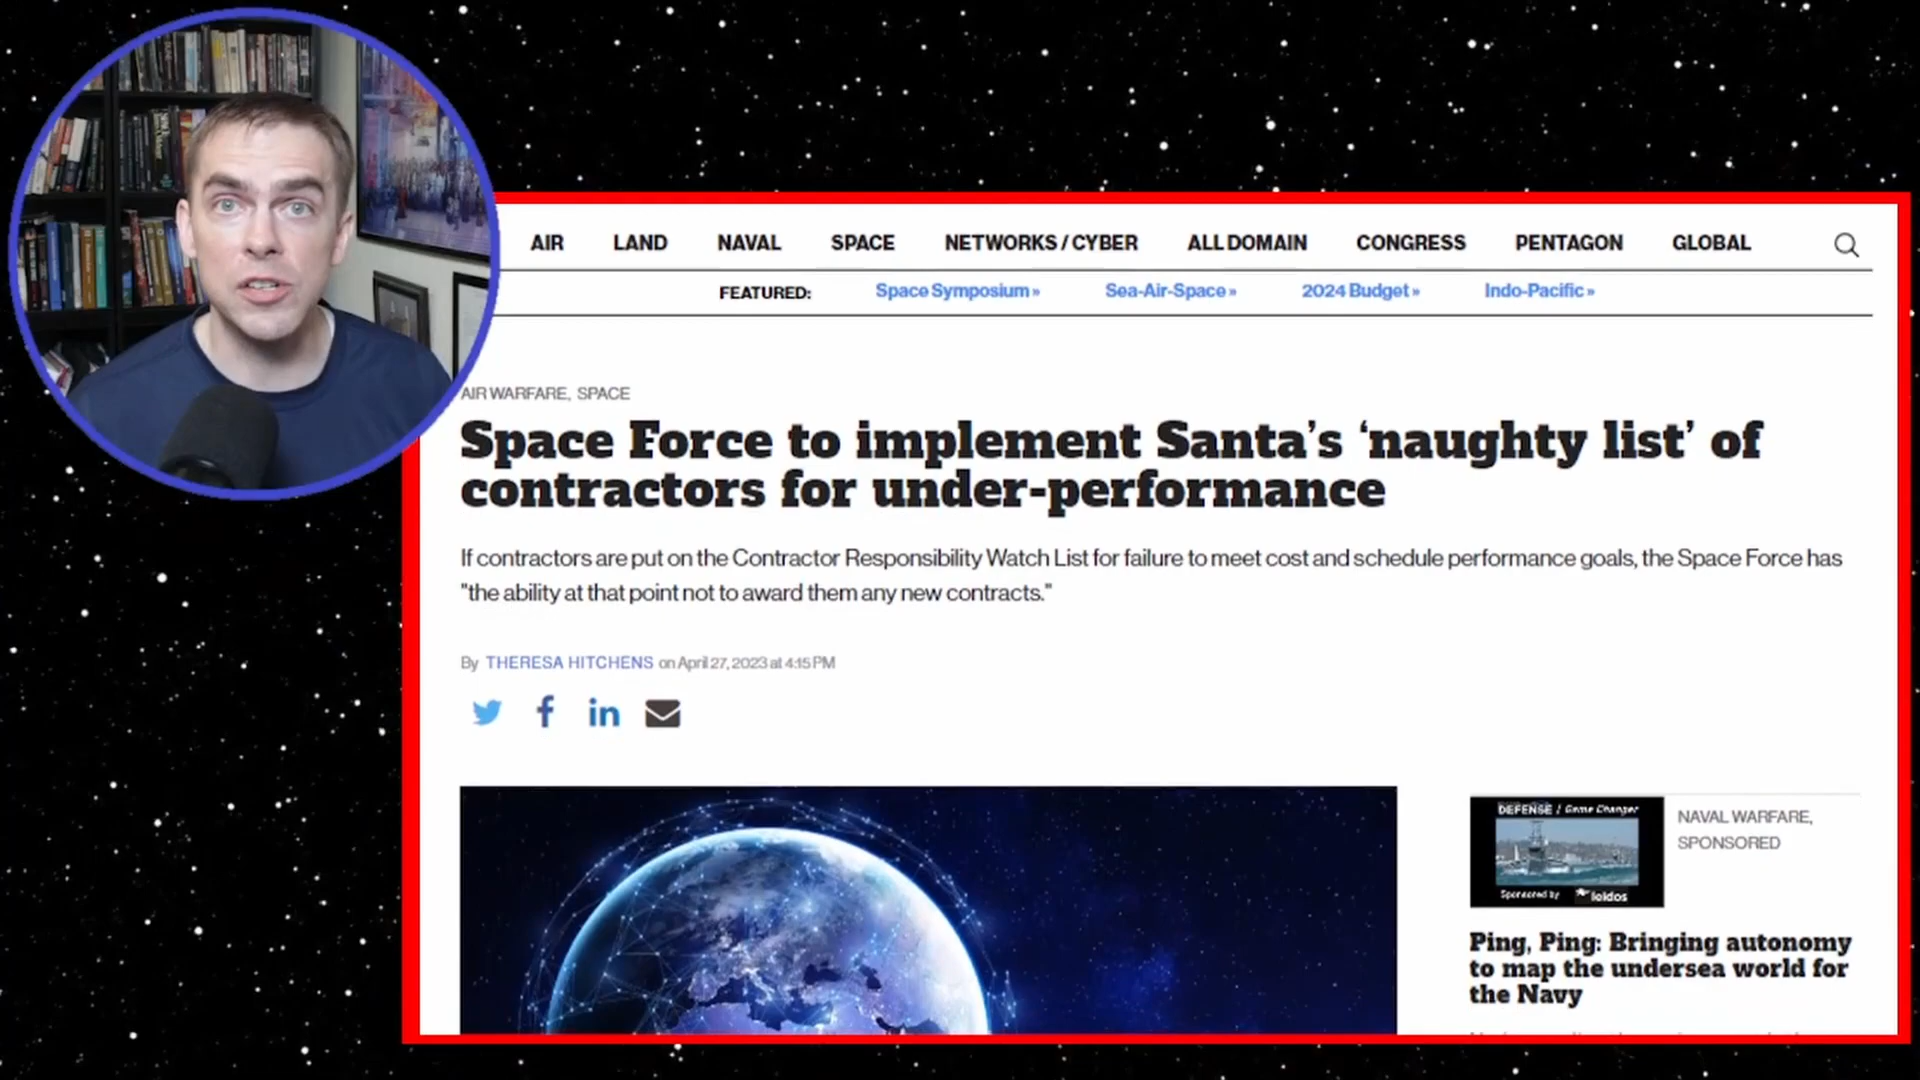 AIR LAND NAVAL SPACE NETWORKS / CYBER ALL DOMAIN CONGRESS PENTAGON GLOBAL
FEATURED: Space Symposium » Sea-Air-Space » 2024 Budget » Indo-Pacific »
AIR WARFARE, SPACE
Space Force to implement Santa's 'naughty list' of
contractors for under-performance
If contractors are put on the Contractor Responsibility Watch List for failure to meet cost and schedule performance goals, the Space Force has
"the ability at that point not to award them any new contracts."
By THERESA HITCHENS on April 27, 2023 at 4:15 PM
DEFENSE / Game Changer
Sponsored by leidos
NAVAL WARFARE,
SPONSORED
Ping, Ping: Bringing autonomy
to map the undersea world for
the Navy